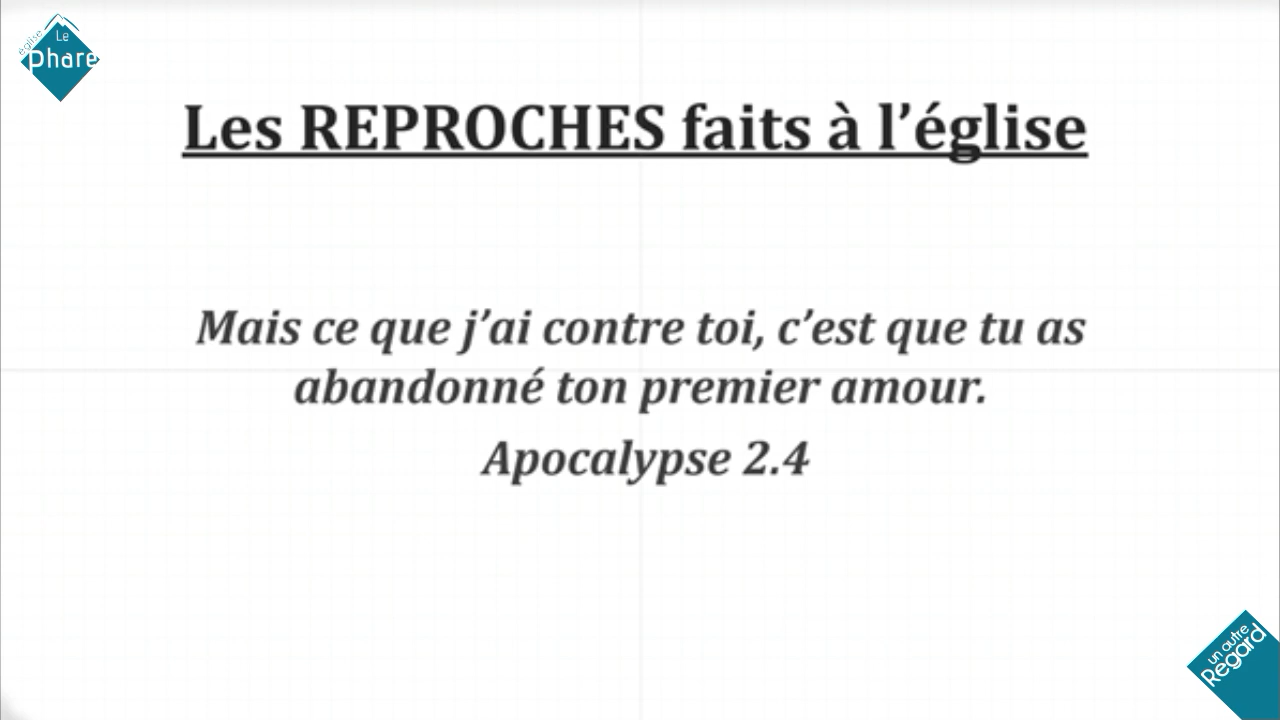 église
Le
Phare
Les REPROCHES faits à l’église
Mais ce que j’ai contre toi, c’est que tu as
abandonné ton premier amour.
Apocalypse 2.4
un autre
Regard